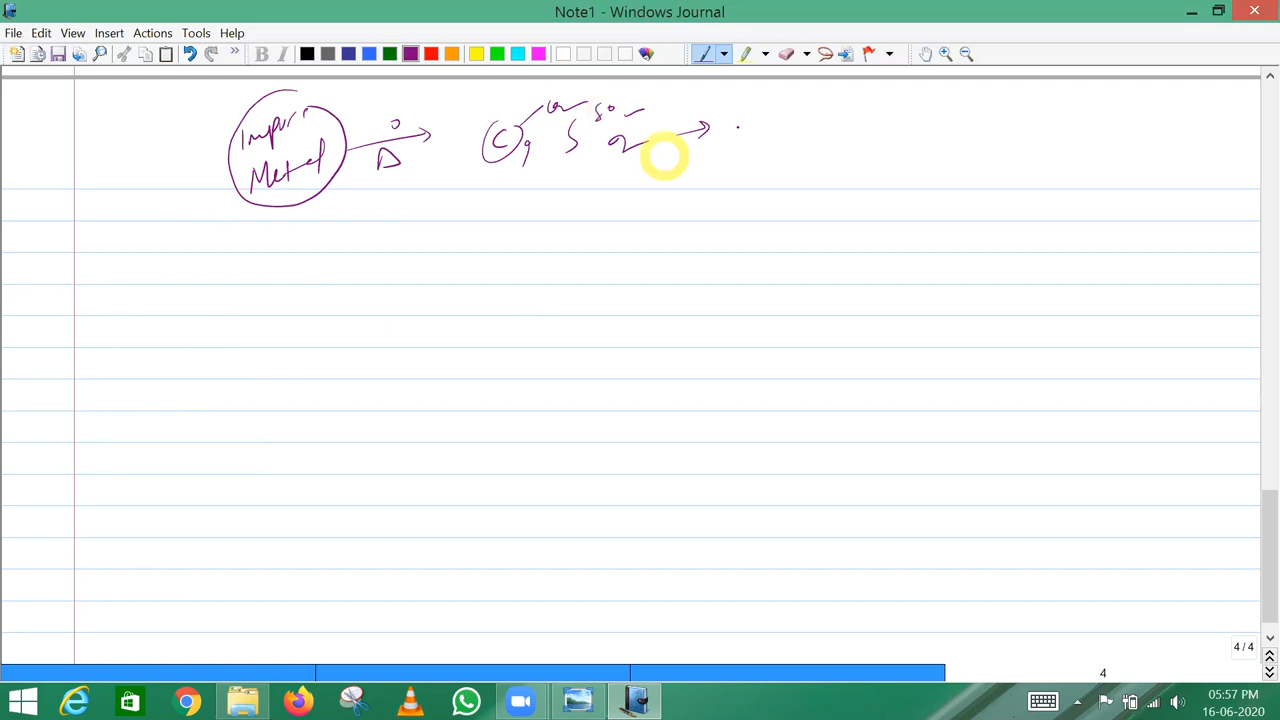 Note1 - Windows Journal
File Edit View Insert Actions Tools Help
B I
Metal
Δ
C S
4 / 4
4
05:57 PM
16-06-2020